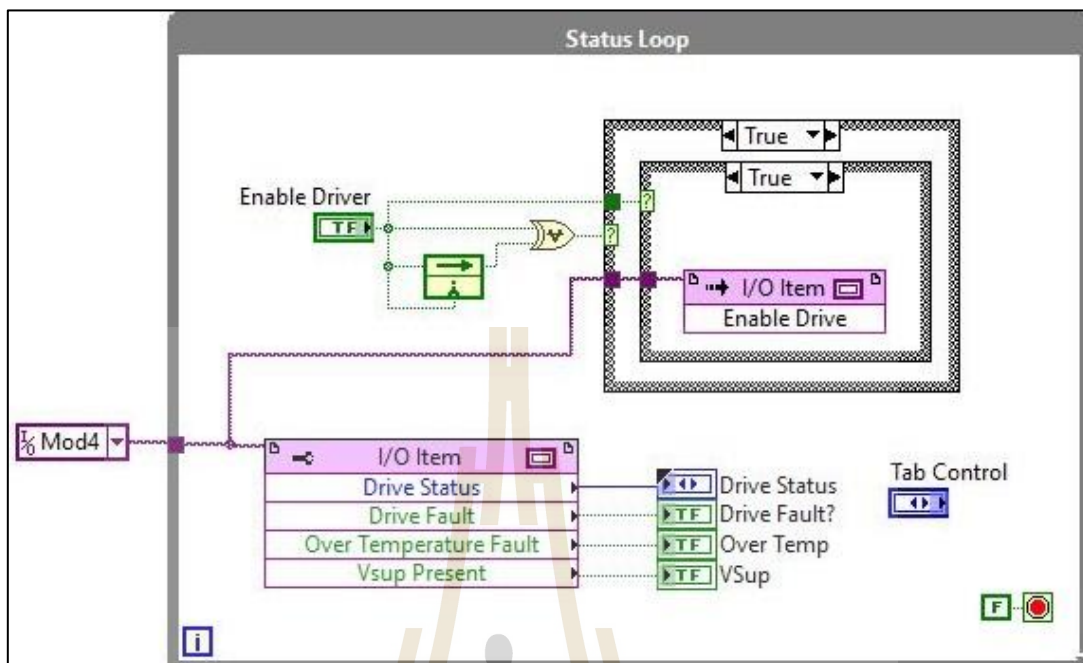 Status Loop
True
True
Enable Driver
TF
?
?
I/O Item
Enable Drive
I/O Mod4
I/O Item
Drive Status
Drive Fault
Over Temperature Fault
Vsup Present
Drive Status
TF Drive Fault?
TF Over Temp
TF VSup
Tab Control
F
i